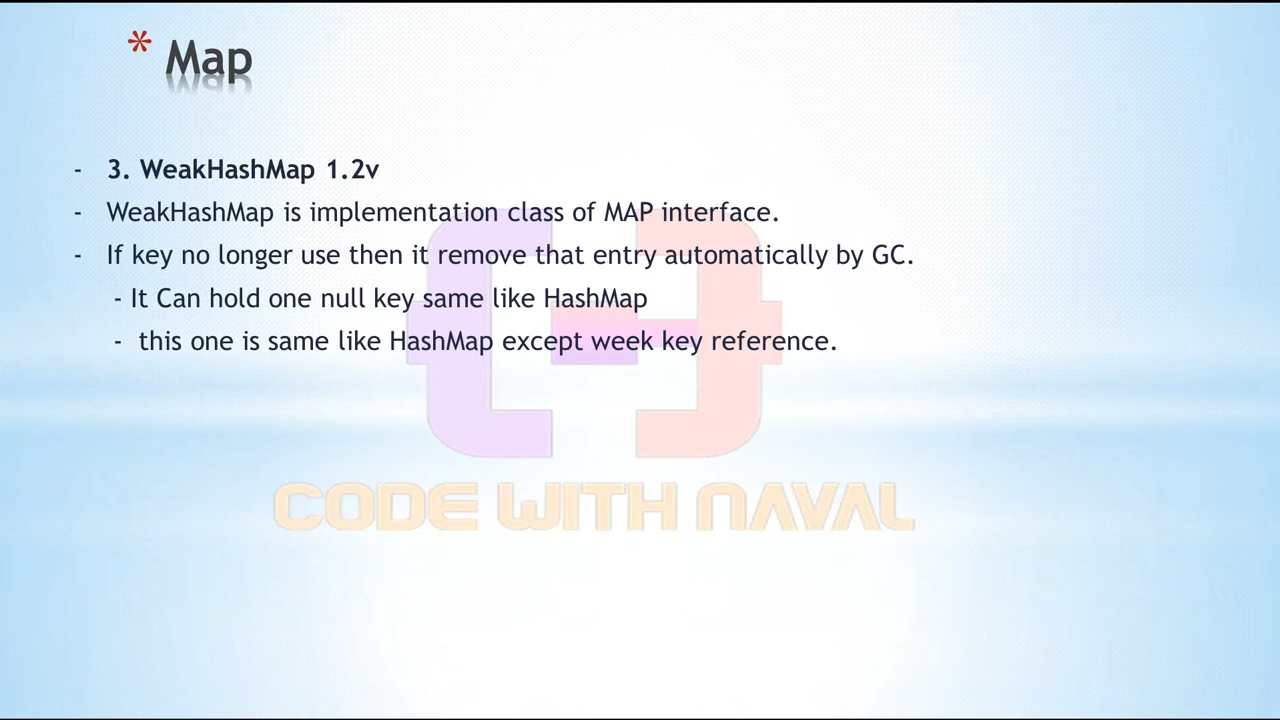 * Map
- 3. WeakHashMap 1.2v
- WeakHashMap is implementation class of MAP interface.
- If key no longer use then it remove that entry automatically by GC.
- It Can hold one null key same like HashMap
- this one is same like HashMap except week key reference.
CODE WITH NAVAL